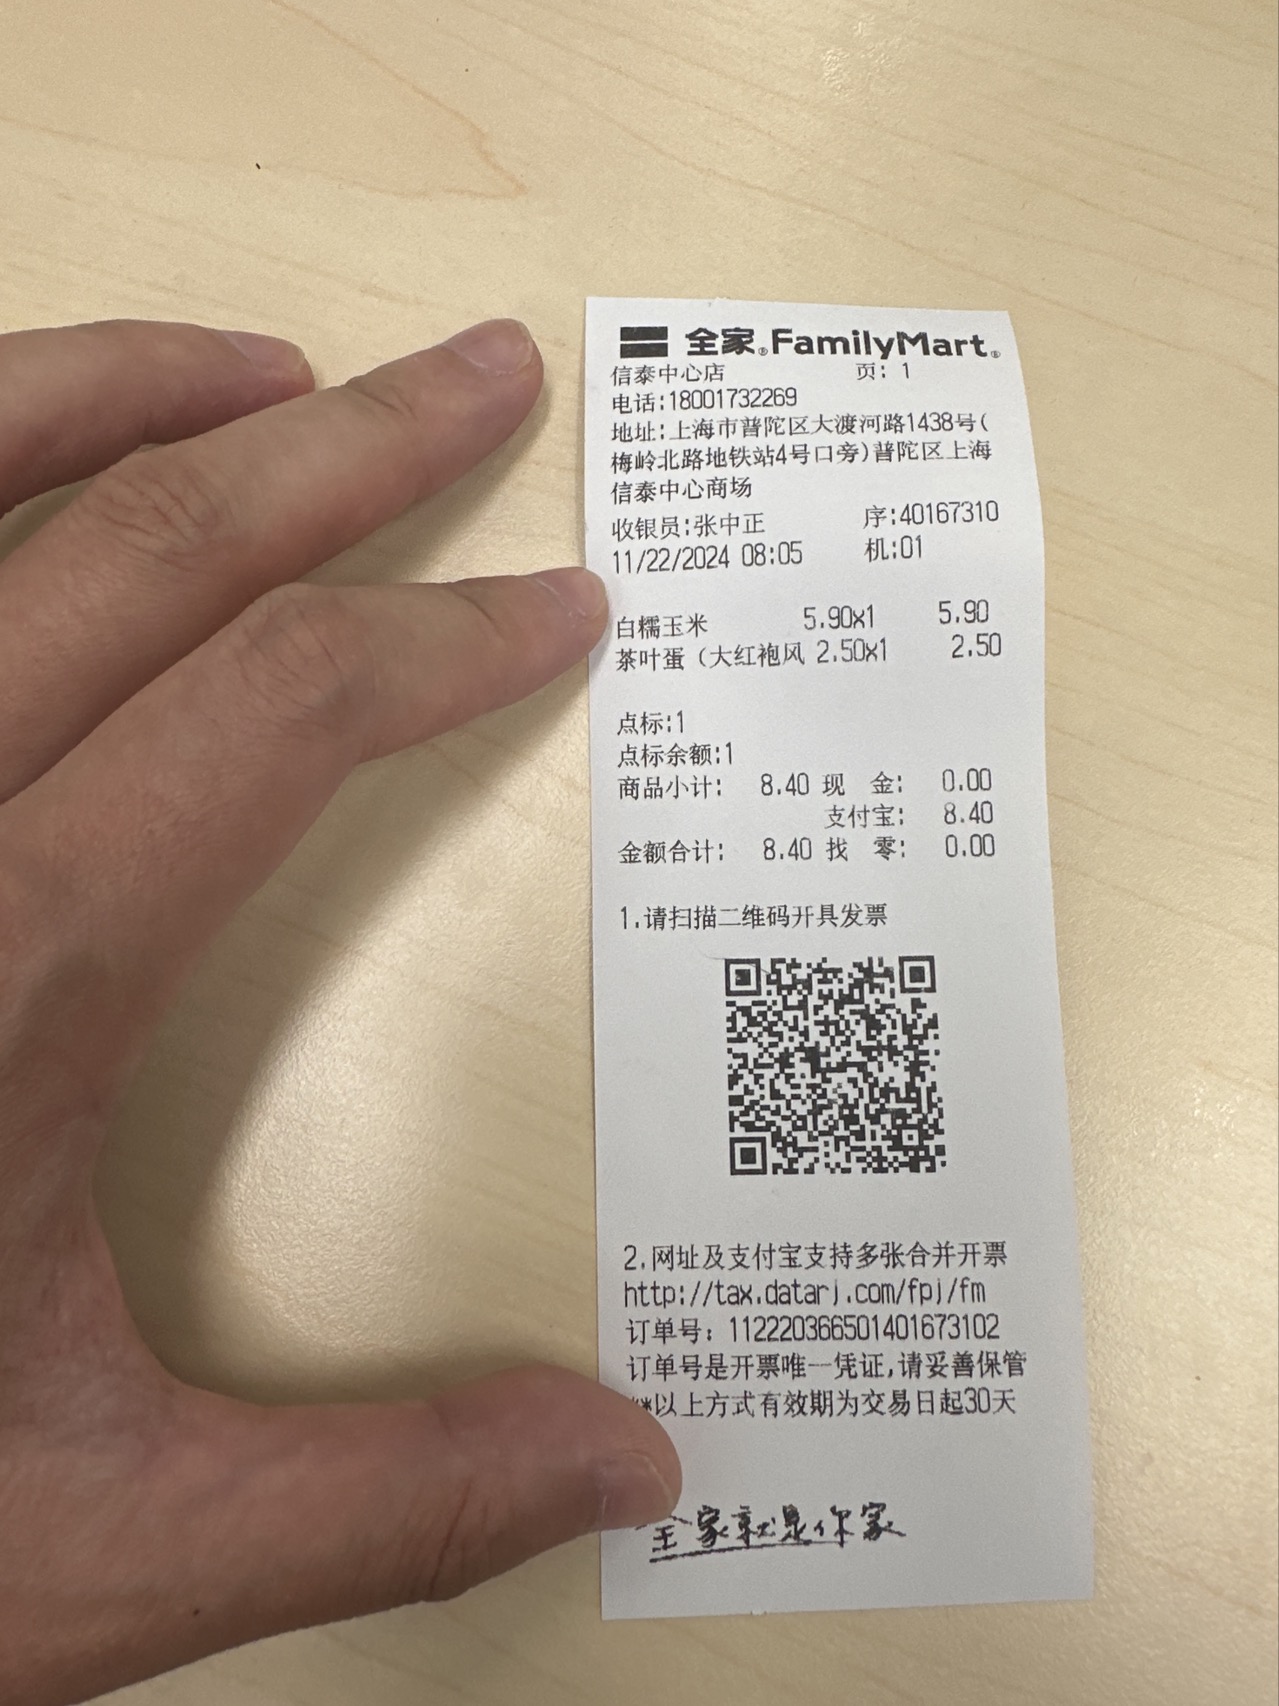 全家®FamilyMart®
信泰中心店 页: 1
电话:18001732269
地址:上海市普陀区大渡河路1438号(
梅岭北路地铁站4号口旁)普陀区上海
信泰中心商场
收银员:张中正 序:40167310
11/22/2024 08:05 机:01
白糯玉米 5.90x1 5.90
茶叶蛋（大红袍风 2.50x1 2.50
点标:1
点标余额:1
商品小计: 8.40 现 金: 0.00
支付宝: 8.40
金额合计: 8.40 找 零: 0.00
1.请扫描二维码开具发票
2.网址及支付宝支持多张合并开票
http://tax.datarj.com/fpj/fm
订单号: 112220366501401673102
订单号是开票唯一凭证,请妥善保管
**以上方式有效期为交易日起30天
全家就是你家